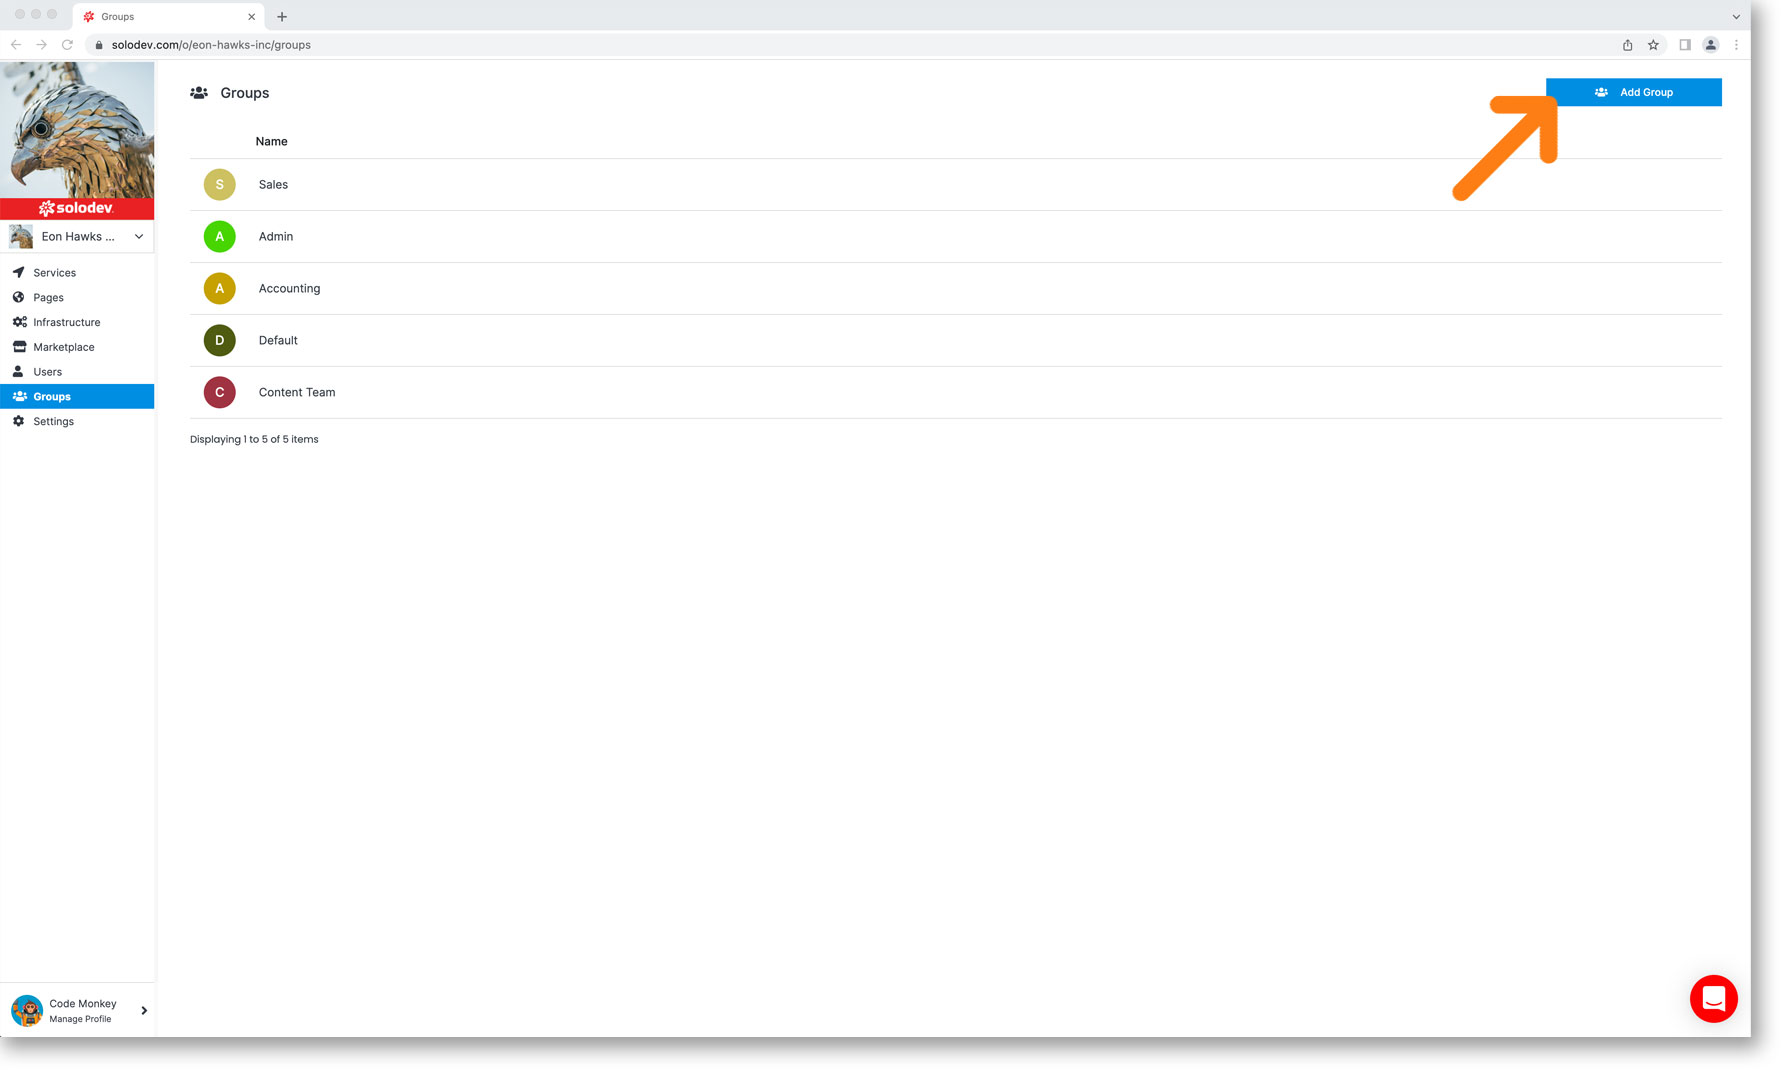 Groups
solodev.com/o/eon-hawks-inc/groups
solodev.
Eon Hawks ...
Services
Pages
Infrastructure
Marketplace
Users
Groups
Settings
Code Monkey
Manage Profile
Groups
Add Group
Name
S Sales
A Admin
A Accounting
D Default
C Content Team
Displaying 1 to 5 of 5 items